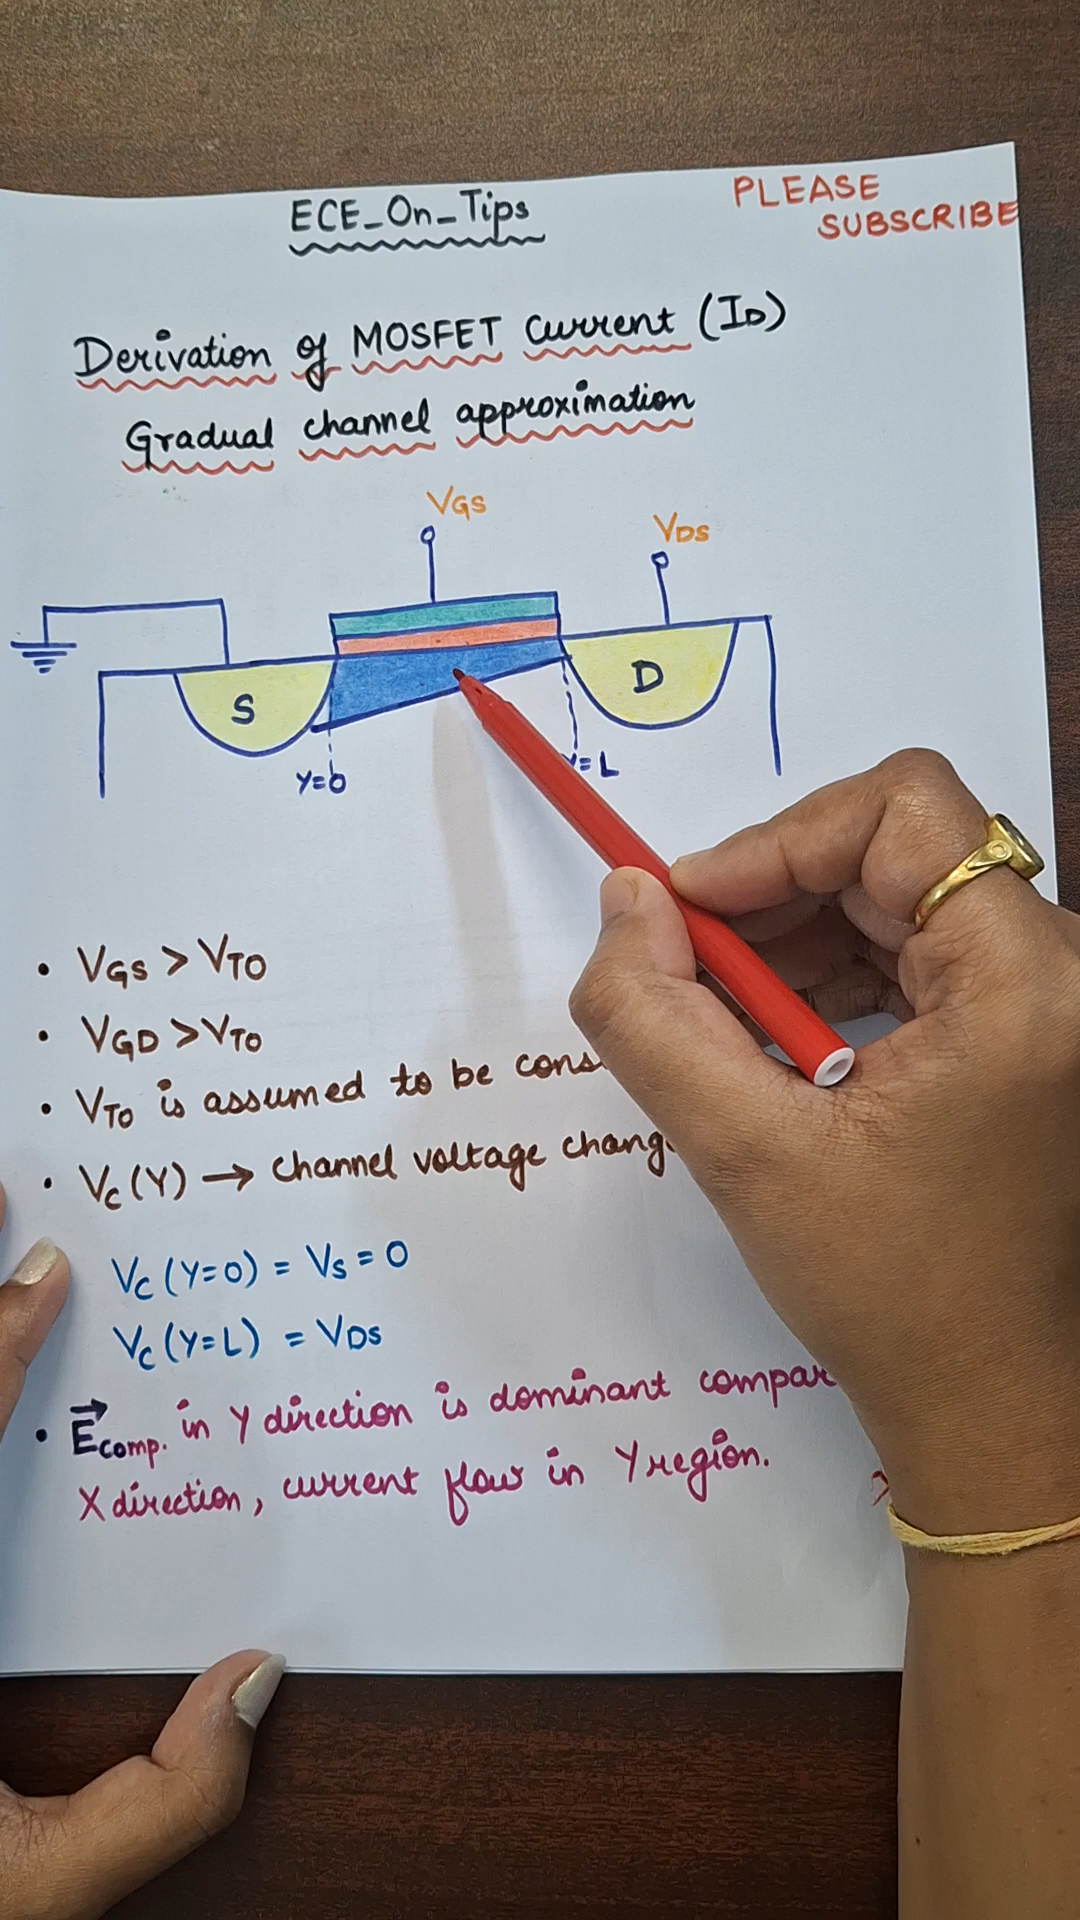 ECE_On_Tips
PLEASE
SUBSCRIBE
Derivation of MOSFET Current (ID)
Gradual channel approximation
VGS
VDS
S
D
Y=0
Y=L
• VGS > VTO
• VGD > VTO
• VTO is assumed to be
• VC(Y) → Channel voltage
VC (Y=0) = VS = 0
VC (Y=L) = VDS
• Ecomp. in Y direction is dominant
X direction, current flow in Y region.